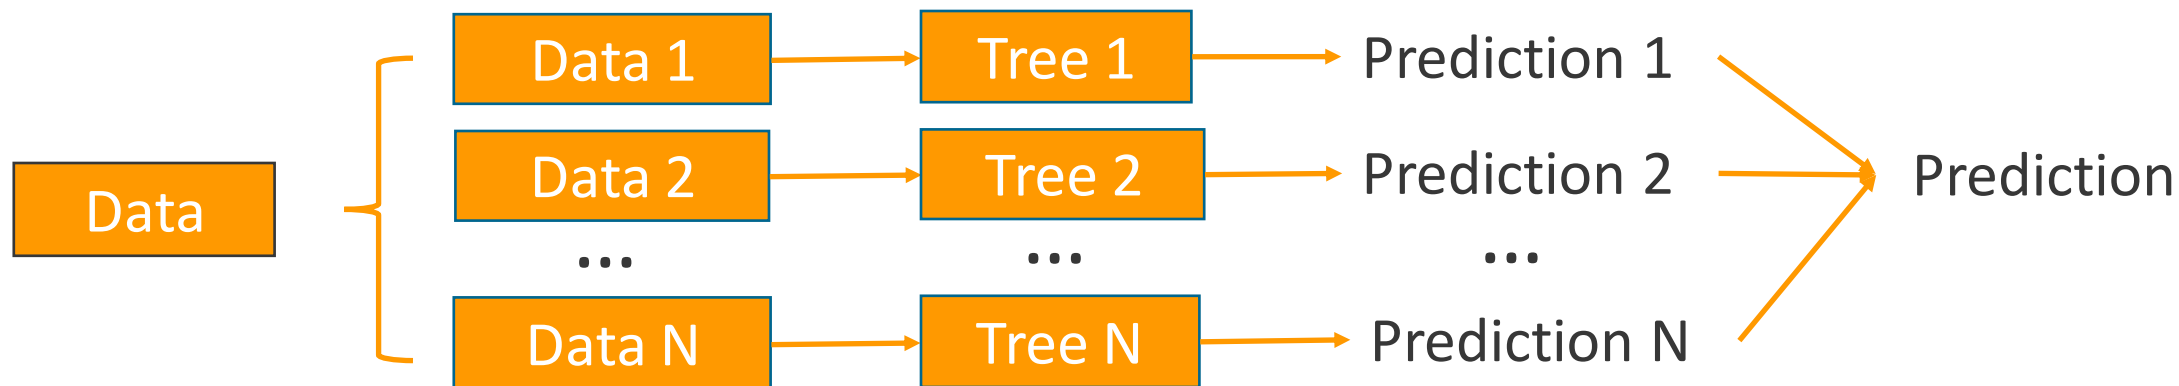 Data 1 Tree 1 Prediction 1
Data 2 Tree 2 Prediction 2 Prediction
Data
... ... ...
Data N Tree N Prediction N